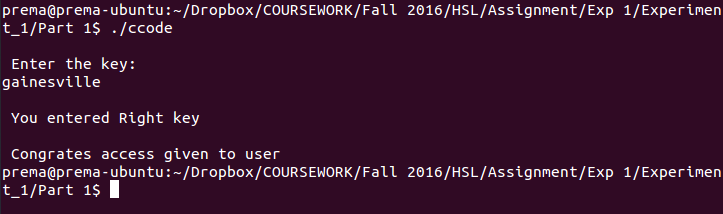 prema@prema-ubuntu:~/Dropbox/COURSEWORK/Fall 2016/HSL/Assignment/Exp 1/Experimen
t_1/Part 1$ ./ccode
Enter the key:
gainesville
You entered Right key
Congrates access given to user
prema@prema-ubuntu:~/Dropbox/COURSEWORK/Fall 2016/HSL/Assignment/Exp 1/Experimen
t_1/Part 1$